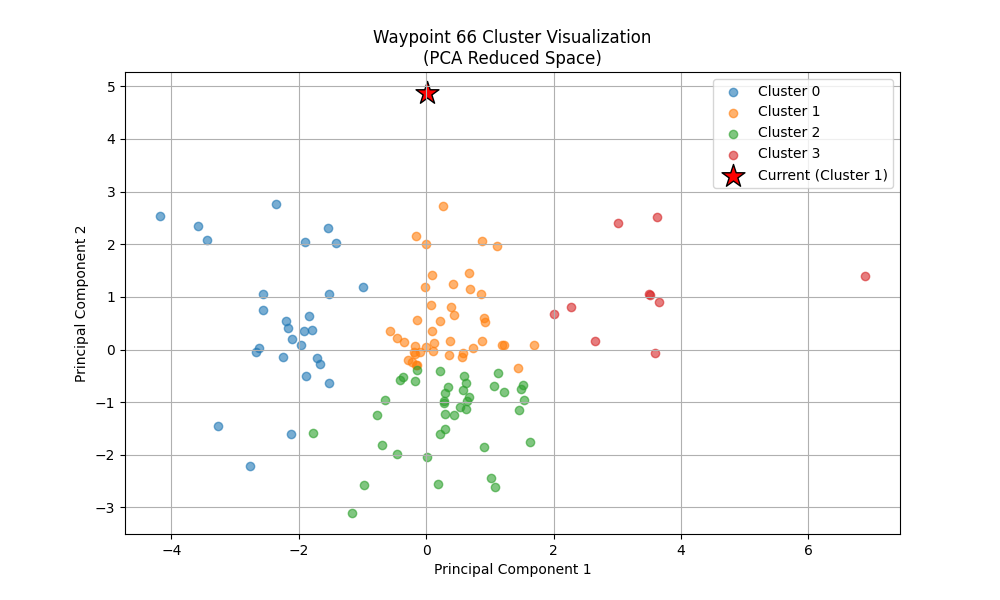 Waypoint 66 Cluster Visualization
(PCA Reduced Space)
Cluster 0
Cluster 1
Cluster 2
Cluster 3
Current (Cluster 1)
Principal Component 2
5
4
3
2
1
0
−1
−2
−3
−4
−2
0
2
4
6
Principal Component 1